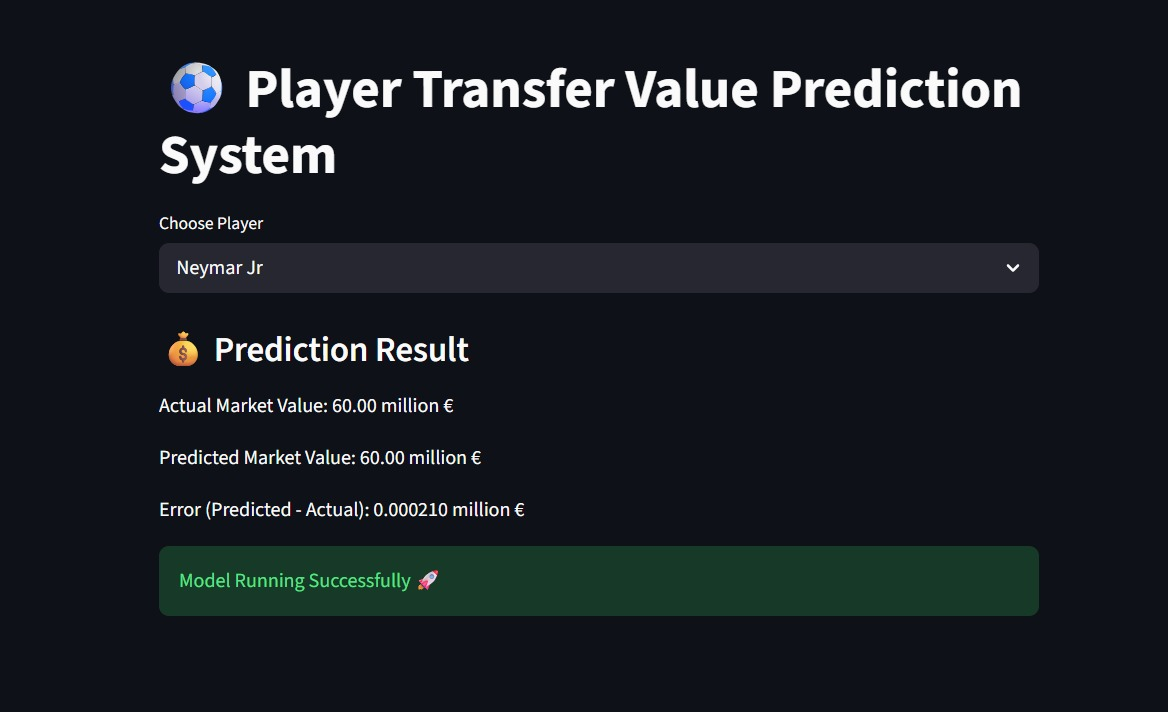 ⚽ Player Transfer Value Prediction
System
Choose Player
Neymar Jr
💰 Prediction Result
Actual Market Value: 60.00 million €
Predicted Market Value: 60.00 million €
Error (Predicted - Actual): 0.000210 million €
Model Running Successfully 🚀